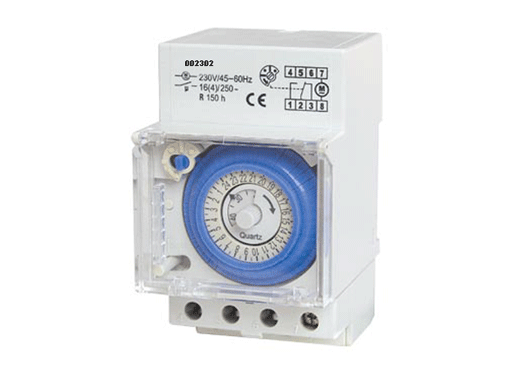 002302
230V/45-60Hz
16(4)/250~
R 150 h
CE
4 5 6 7
M
1 2 3 8
Quartz